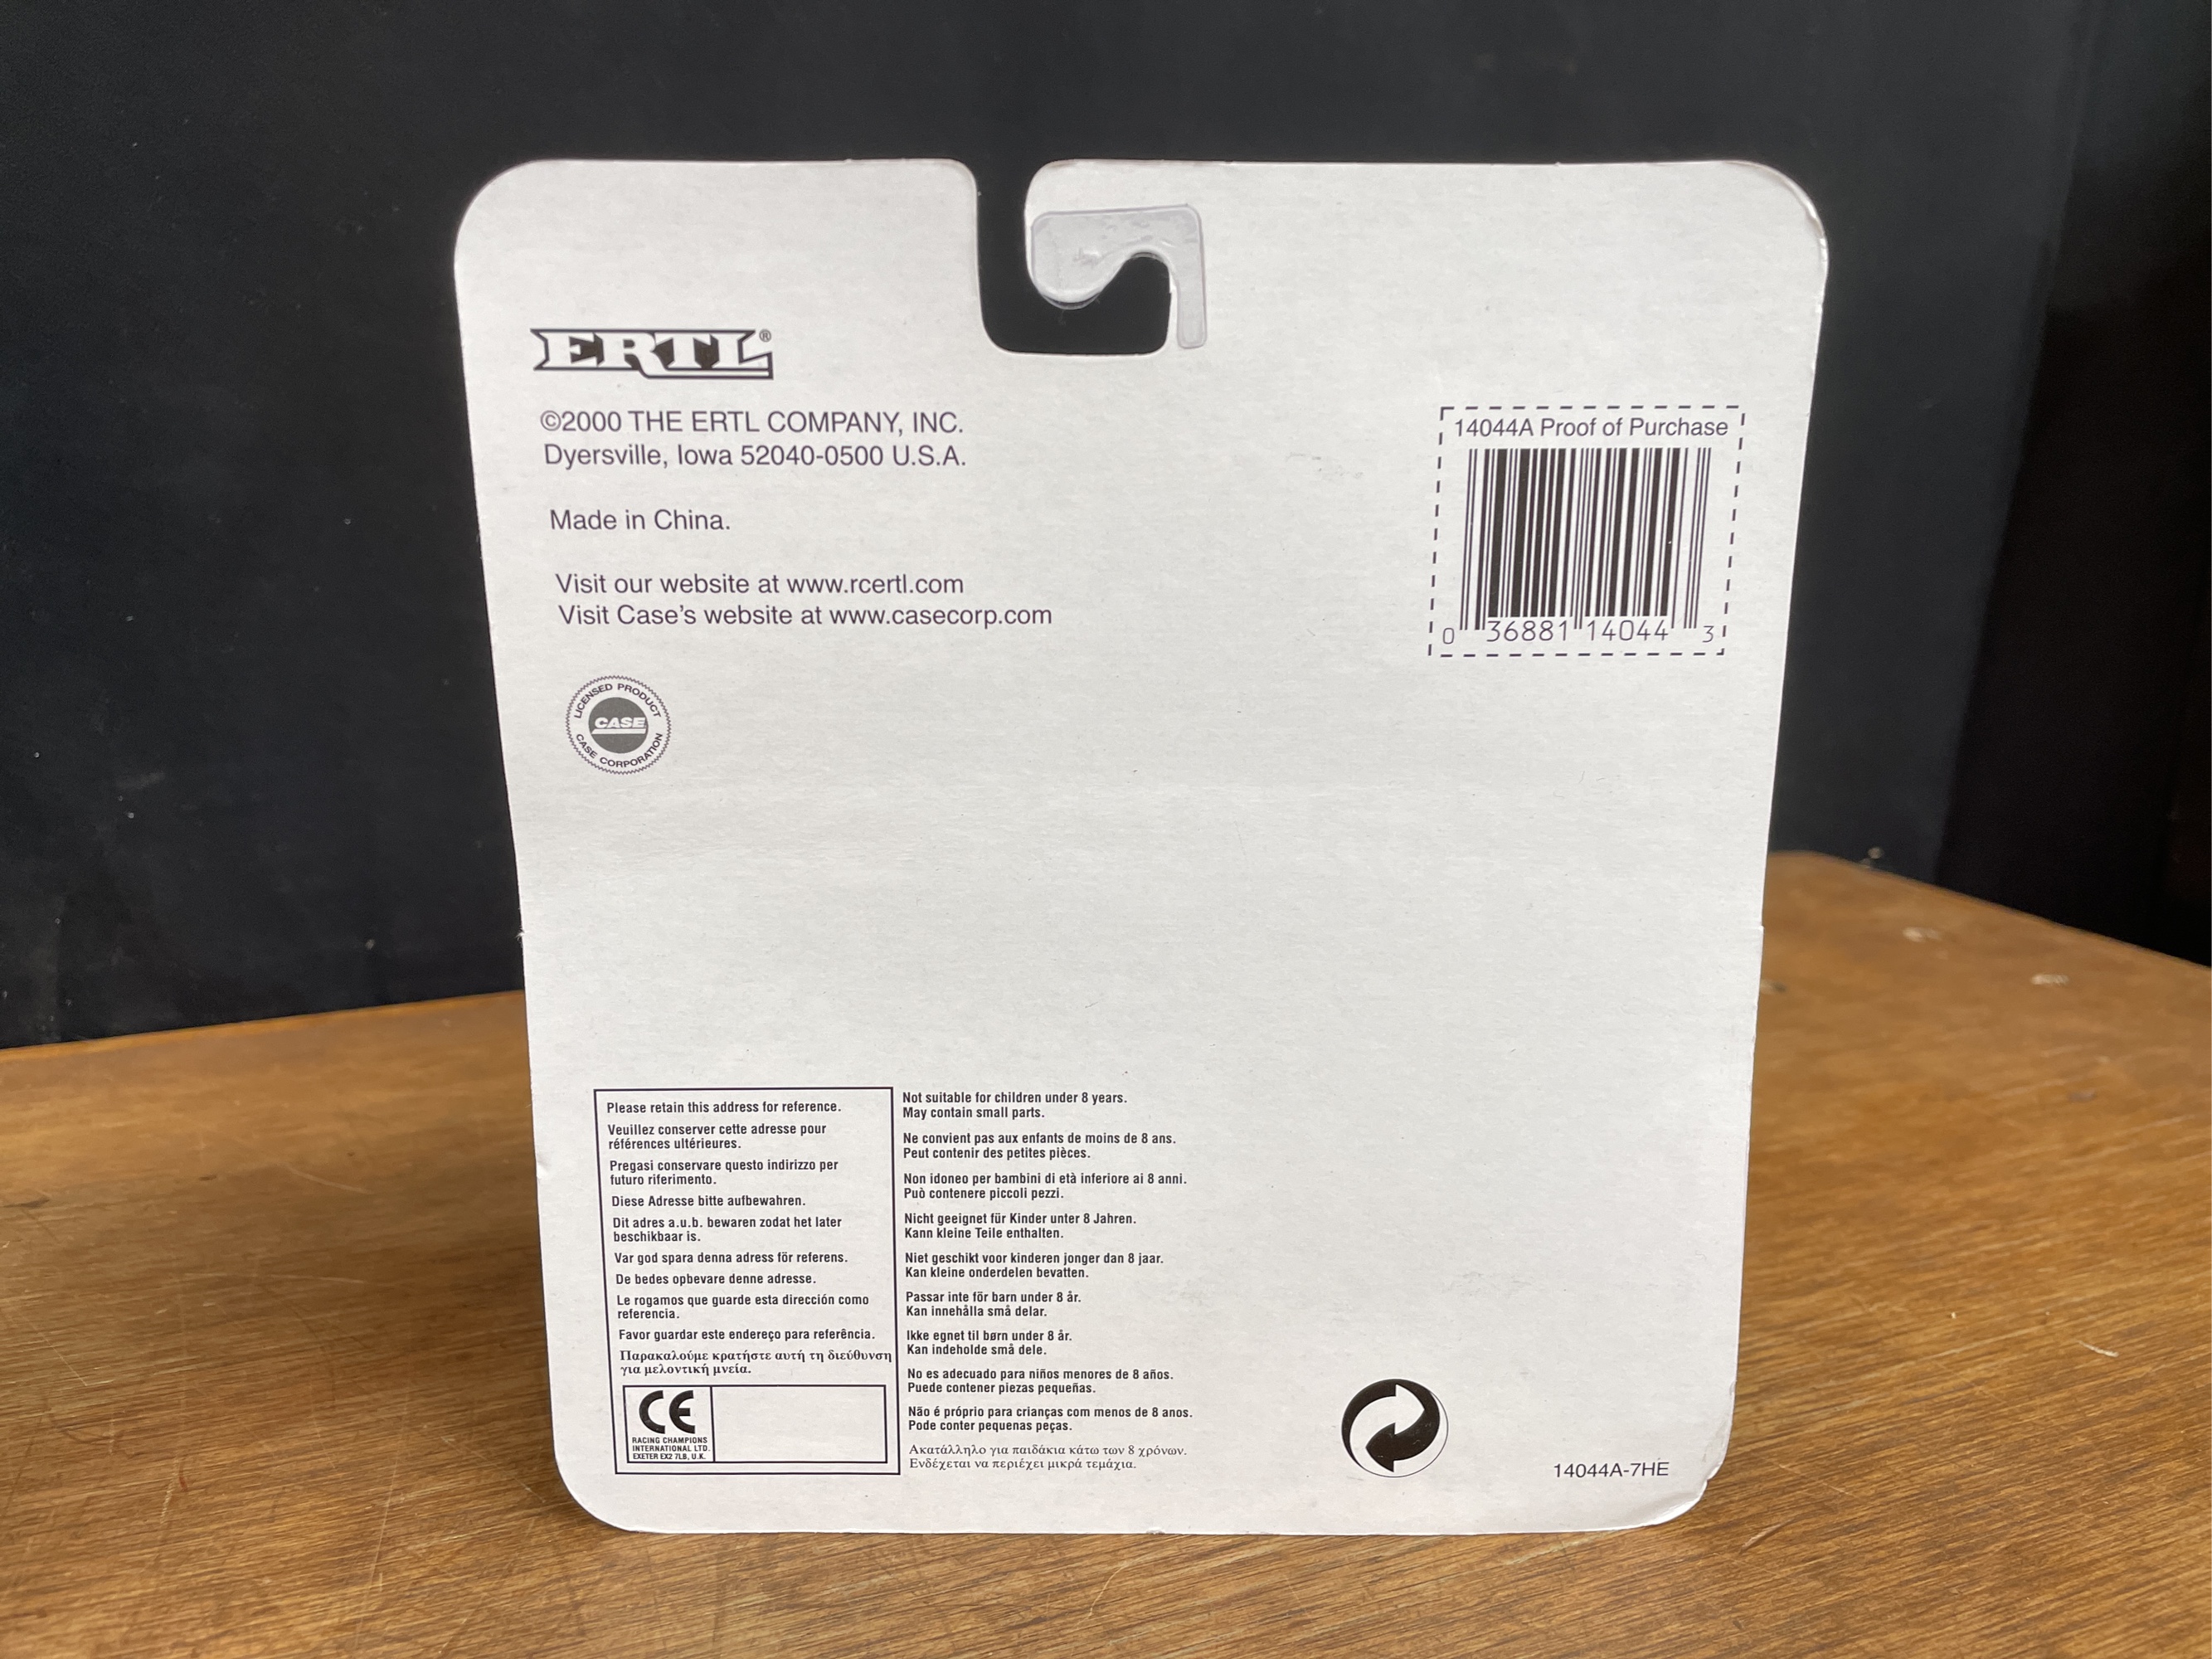 ERTL®
©2000 THE ERTL COMPANY, INC.
Dyersville, Iowa 52040-0500 U.S.A.
Made in China.
Visit our website at www.rcertl.com
Visit Case's website at www.casecorp.com
LICENSED PRODUCT
CASE
CASE CORPORATION
14044A Proof of Purchase
0 36881 14044 3
Please retain this address for reference.
Veuillez conserver cette adresse pour
références ultérieures.
Pregasi conservare questo indirizzo per
futuro riferimento.
Diese Adresse bitte aufbewahren.
Dit adres a.u.b. bewaren zodat het later
beschikbaar is.
Var god spara denna adress för referens.
De bedes opbevare denne adresse.
Le rogamos que guarde esta dirección como
referencia.
Favor guardar este endereço para referência.
Παρακαλούμε κρατήστε αυτή τη διεύθυνση
για μελοντική μνεία.
CE
RACING CHAMPIONS
INTERNATIONAL LTD.
EXETER EX2 7LB, U.K.
Not suitable for children under 8 years.
May contain small parts.
Ne convient pas aux enfants de moins de 8 ans.
Peut contenir des petites pièces.
Non idoneo per bambini di età inferiore ai 8 anni.
Può contenere piccoli pezzi.
Nicht geeignet für Kinder unter 8 Jahren.
Kann kleine Teile enthalten.
Niet geschikt voor kinderen jonger dan 8 jaar.
Kan kleine onderdelen bevatten.
Passar inte för barn under 8 år.
Kan innehålla små delar.
Ikke egnet til børn under 8 år.
Kan indeholde små dele.
No es adecuado para niños menores de 8 años.
Puede contener piezas pequeñas.
Não é próprio para crianças com menos de 8 anos.
Pode conter pequenas peças.
Ακατάλληλο για παιδάκια κάτω των 8 χρόνων.
Ενδέχεται να περιέχει μικρά τεμάχια.
14044A-7HE